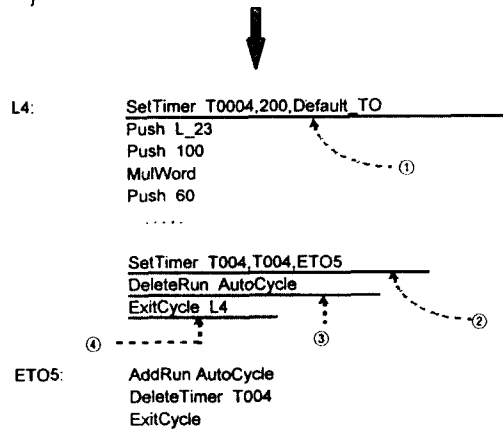 }
L4: SetTimer T0004,200,Default_TO
Push L_23
Push 100
MulWord
Push 60
.....
①
SetTimer T004,T004,ETO5
DeleteRun AutoCycle
ExitCycle L4
②
③
④
ETO5: AddRun AutoCycle
DeleteTimer T004
ExitCycle